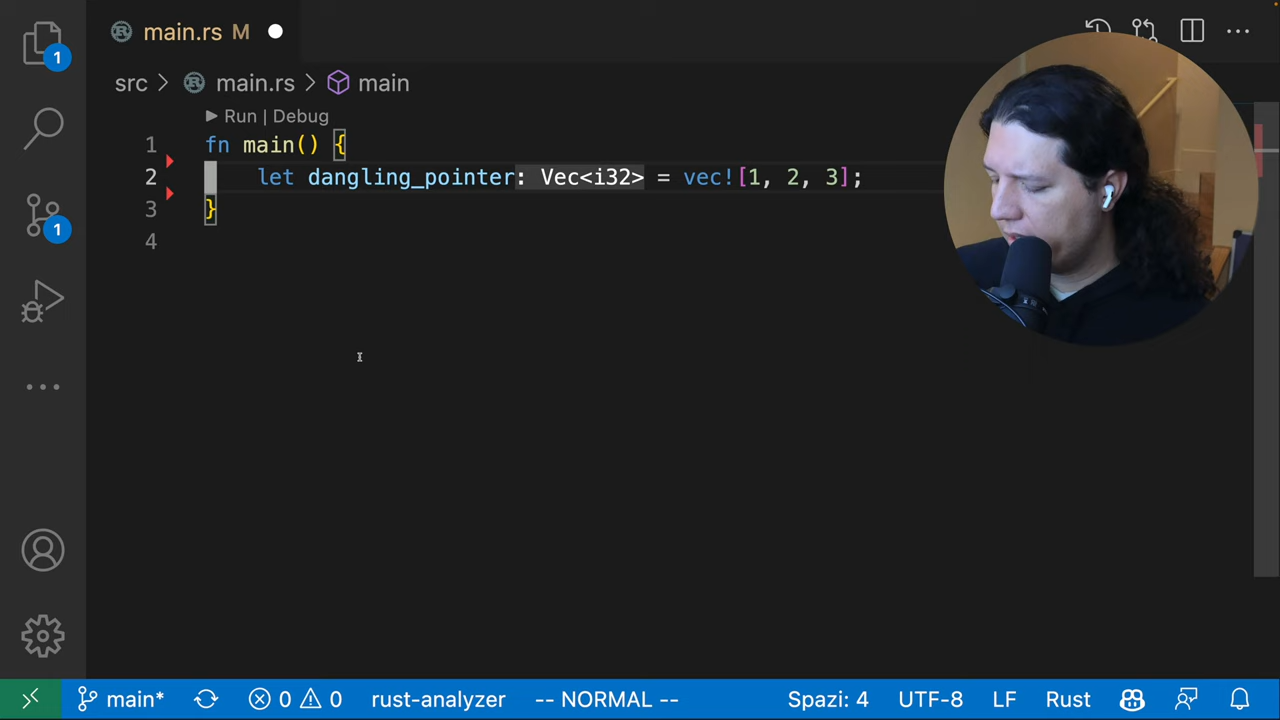 main.rs M
src > main.rs > main
Run | Debug
1 fn main() {
2 let dangling_pointer: Vec<i32> = vec![1, 2, 3];
3 }
4
1
1
main* 0 0 rust-analyzer -- NORMAL -- Spazi: 4 UTF-8 LF Rust